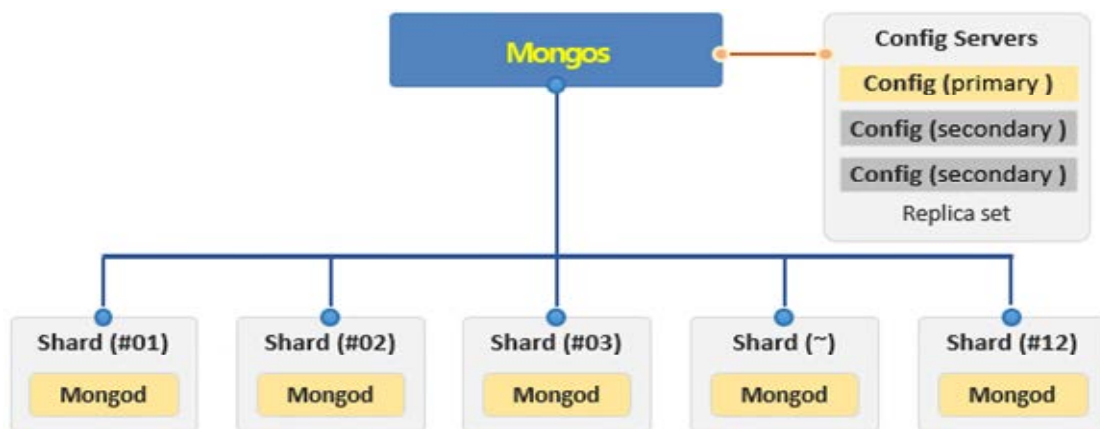 Mongos
Config Servers
Config (primary )
Config (secondary )
Config (secondary )
Replica set
Shard (#01)
Shard (#02)
Shard (#03)
Shard (~)
Shard (#12)
Mongod
Mongod
Mongod
Mongod
Mongod